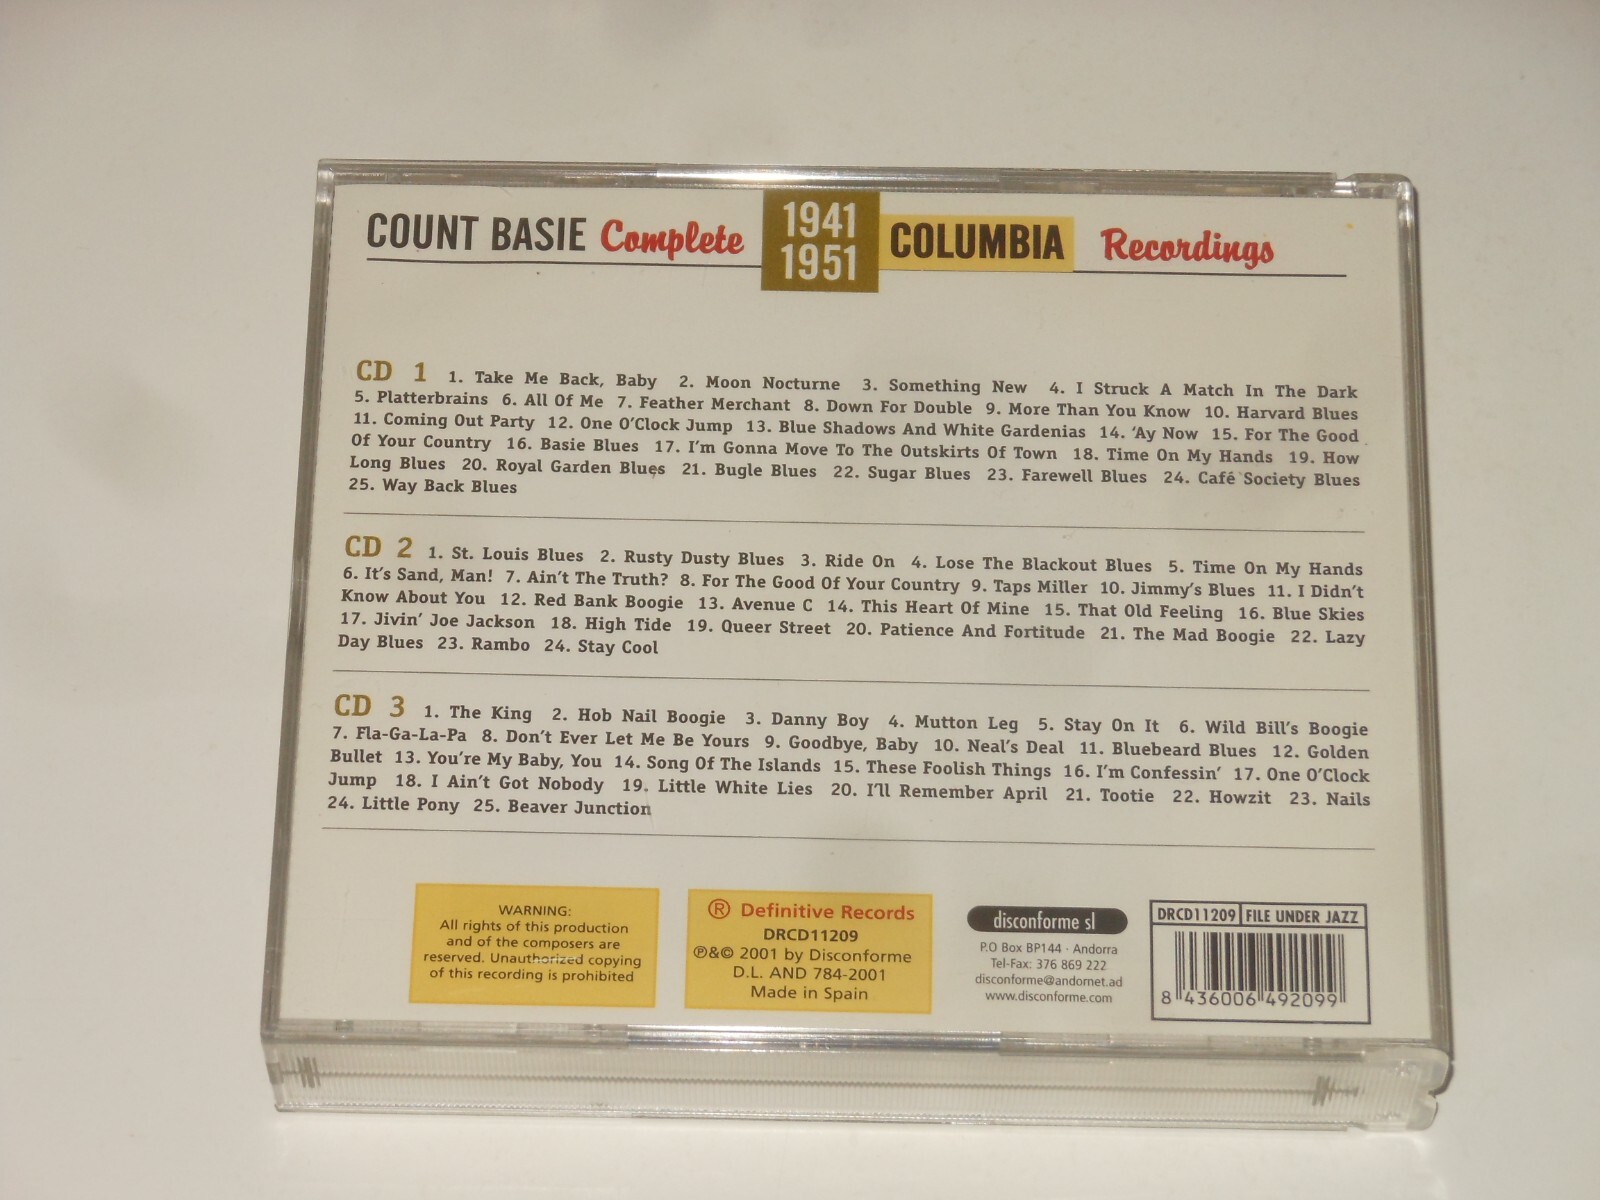 COUNT BASIE Complete 1941 1951 COLUMBIA Recordings
CD 1 1. Take Me Back, Baby 2. Moon Nocturne 3. Something New 4. I Struck A Match In The Dark
5. Platterbrains 6. All Of Me 7. Feather Merchant 8. Down For Double 9. More Than You Know 10. Harvard Blues
11. Coming Out Party 12. One O'Clock Jump 13. Blue Shadows And White Gardenias 14. 'Ay Now 15. For The Good
Of Your Country 16. Basie Blues 17. I'm Gonna Move To The Outskirts Of Town 18. Time On My Hands 19. How
Long Blues 20. Royal Garden Blues 21. Bugle Blues 22. Sugar Blues 23. Farewell Blues 24. Café Society Blues
25. Way Back Blues
CD 2 1. St. Louis Blues 2. Rusty Dusty Blues 3. Ride On 4. Lose The Blackout Blues 5. Time On My Hands
6. It's Sand, Man! 7. Ain't The Truth? 8. For The Good Of Your Country 9. Taps Miller 10. Jimmy's Blues 11. I Didn't
Know About You 12. Red Bank Boogie 13. Avenue C 14. This Heart Of Mine 15. That Old Feeling 16. Blue Skies
17. Jivin' Joe Jackson 18. High Tide 19. Queer Street 20. Patience And Fortitude 21. The Mad Boogie 22. Lazy
Day Blues 23. Rambo 24. Stay Cool
CD 3 1. The King 2. Hob Nail Boogie 3. Danny Boy 4. Mutton Leg 5. Stay On It 6. Wild Bill's Boogie
7. Fla-Ga-La-Pa 8. Don't Ever Let Me Be Yours 9. Goodbye, Baby 10. Neal's Deal 11. Bluebeard Blues 12. Golden
Bullet 13. You're My Baby, You 14. Song Of The Islands 15. These Foolish Things 16. I'm Confessin' 17. One O'Clock
Jump 18. I Ain't Got Nobody 19. Little White Lies 20. I'll Remember April 21. Tootie 22. Howzit 23. Nails
24. Little Pony 25. Beaver Junction
WARNING:
All rights of this production
and of the composers are
reserved. Unauthorized copying
of this recording is prohibited
® Definitive Records
DRCD11209
℗&© 2001 by Disconforme
D.L. AND 784-2001
Made in Spain
disconforme sl
P.O Box BP144 · Andorra
Tel-Fax: 376 869 222
disconforme@andornet.ad
www.disconforme.com
DRCD11209 FILE UNDER JAZZ
8 436006 492099